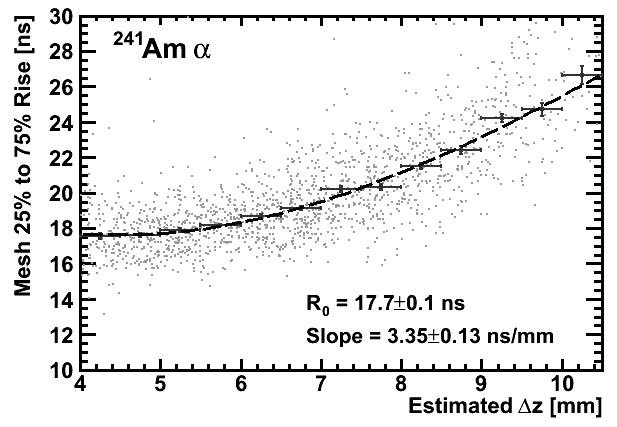 Mesh 25% to 75% Rise [ns]
30
28
26
24
22
20
18
16
14
12
10
²⁴¹Am α
R₀ = 17.7±0.1 ns
Slope = 3.35±0.13 ns/mm
4 5 6 7 8 9 10
Estimated Δz [mm]